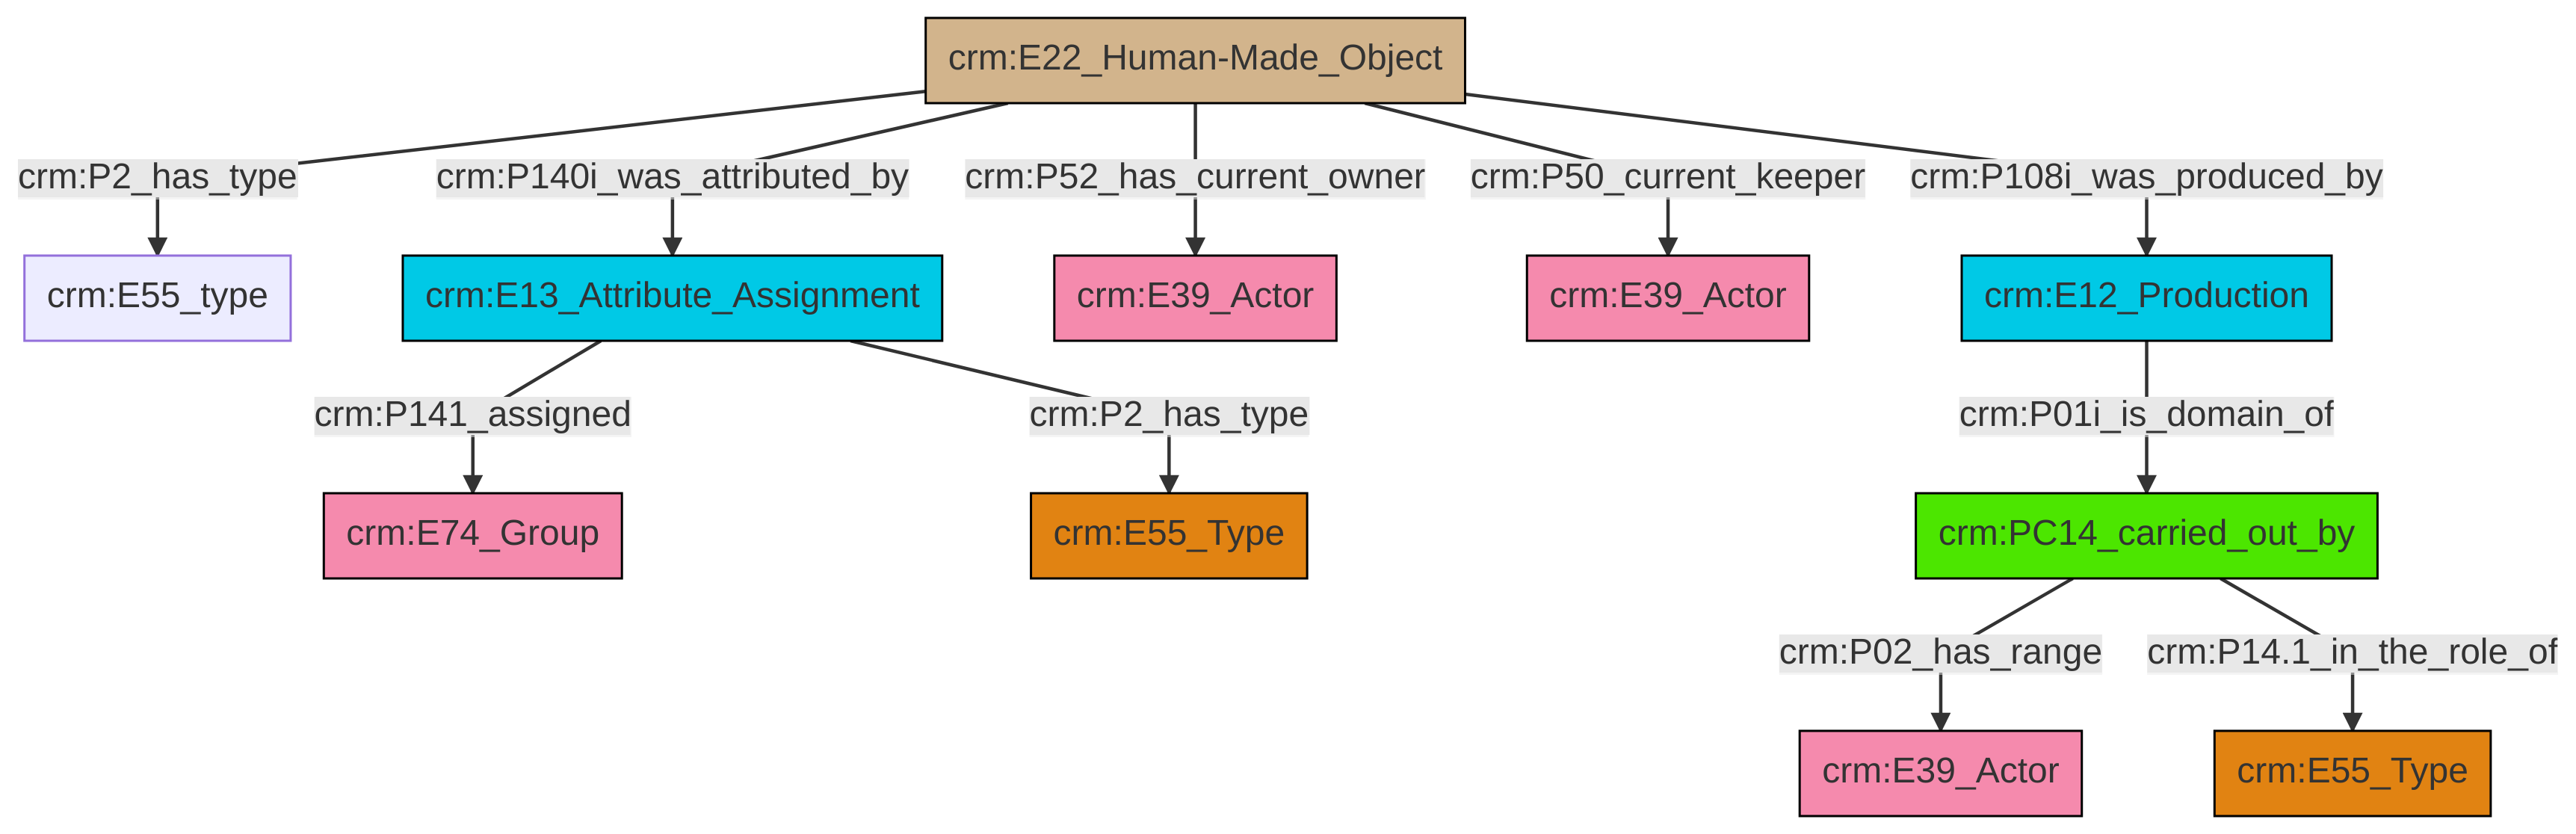 crm:E22_Human-Made_Object
crm:P2_has_type
crm:P140i_was_attributed_by
crm:P52_has_current_owner
crm:P50_current_keeper
crm:P108i_was_produced_by
crm:E55_type
crm:E13_Attribute_Assignment
crm:E39_Actor
crm:E39_Actor
crm:E12_Production
crm:P141_assigned
crm:P2_has_type
crm:P01i_is_domain_of
crm:E74_Group
crm:E55_Type
crm:PC14_carried_out_by
crm:P02_has_range
crm:P14.1_in_the_role_of
crm:E39_Actor
crm:E55_Type